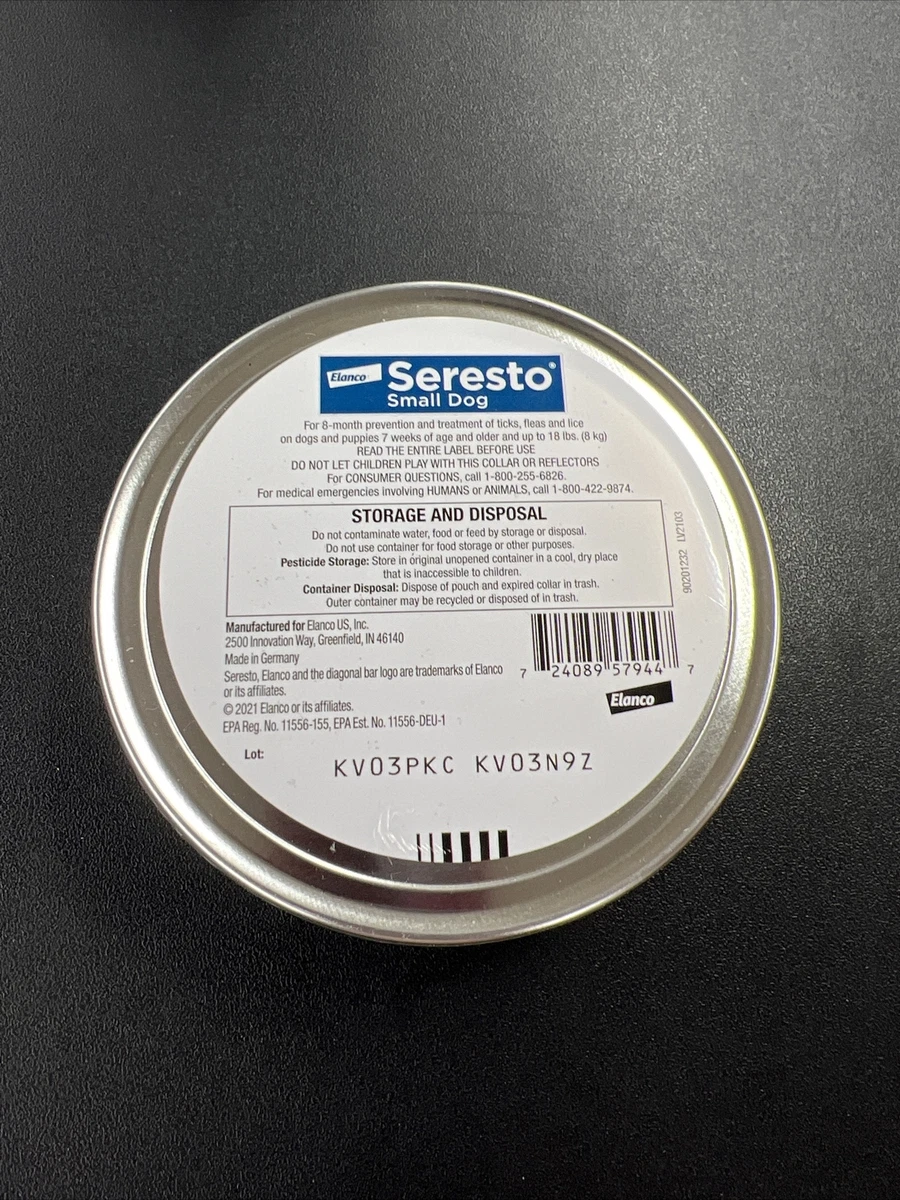 Elanco Seresto®
Small Dog
For 8-month prevention and treatment of ticks, fleas and lice
on dogs and puppies 7 weeks of age and older and up to 18 lbs. (8 kg)
READ THE ENTIRE LABEL BEFORE USE
DO NOT LET CHILDREN PLAY WITH THIS COLLAR OR REFLECTORS
For CONSUMER QUESTIONS, call 1-800-255-6826.
For medical emergencies involving HUMANS or ANIMALS, call 1-800-422-9874.
STORAGE AND DISPOSAL
Do not contaminate water, food or feed by storage or disposal.
Do not use container for food storage or other purposes.
Pesticide Storage: Store in original unopened container in a cool, dry place
that is inaccessible to children.
Container Disposal: Dispose of pouch and expired collar in trash.
Outer container may be recycled or disposed of in trash.
90201232 LV2103
Manufactured for Elanco US, Inc.
2500 Innovation Way, Greenfield, IN 46140
Made in Germany
Seresto, Elanco and the diagonal bar logo are trademarks of Elanco
or its affiliates.
© 2021 Elanco or its affiliates.
EPA Reg. No. 11556-155, EPA Est. No. 11556-DEU-1
7 24089 57944 7
Elanco
Lot:
KV03PKC KV03N9Z